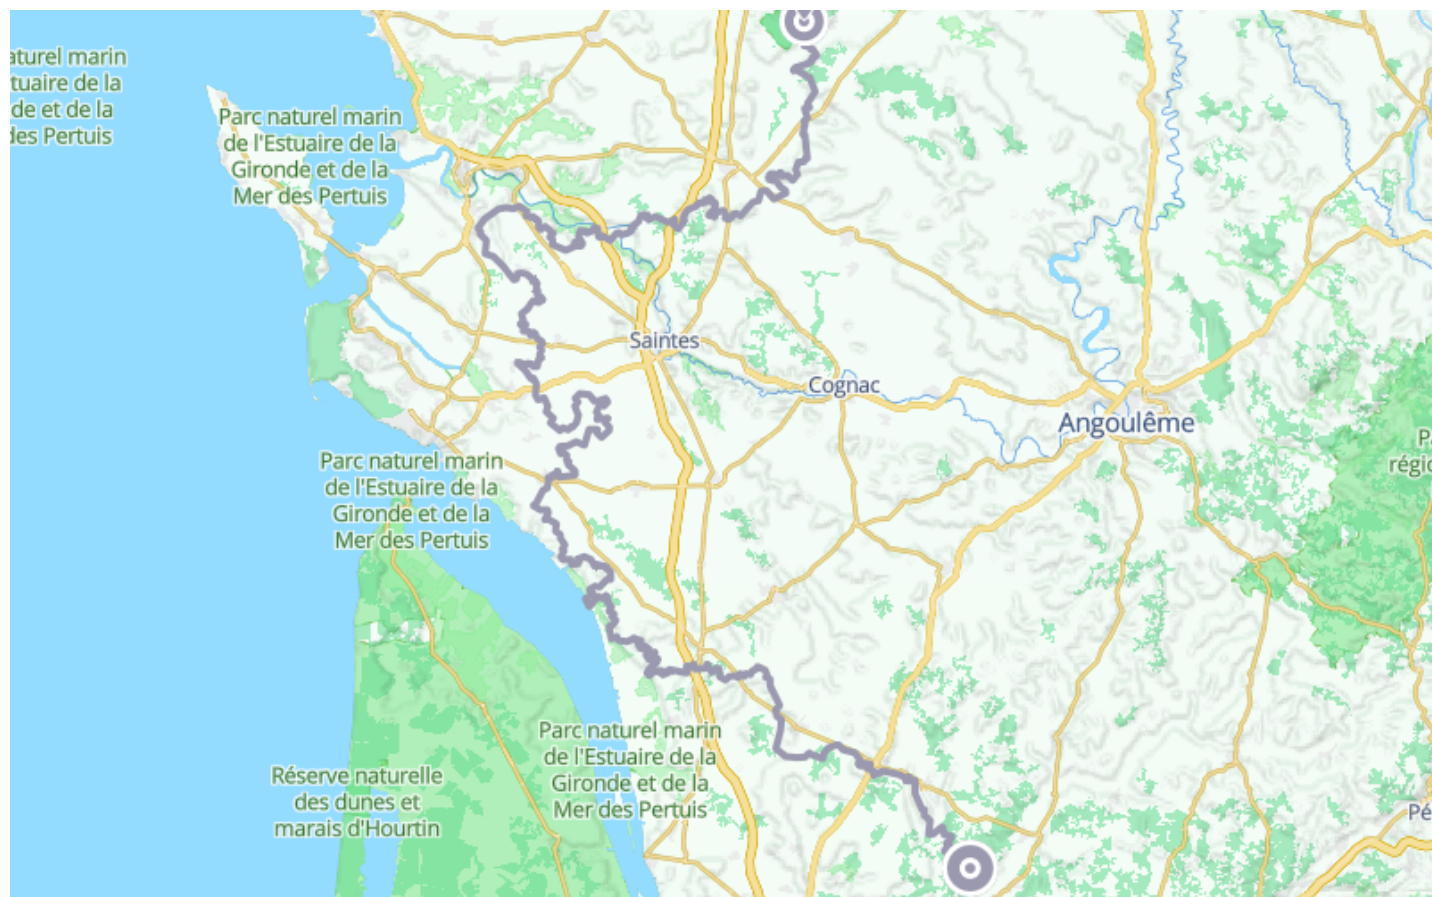 aturel marin
tuaire de la
de et de la
des Pertuis
Parc naturel marin
de l'Estuaire de la
Gironde et de la
Mer des Pertuis
Saintes
Cognac
Angoulême
Parc naturel marin
de l'Estuaire de la
Gironde et de la
Mer des Pertuis
régio
Parc naturel marin
de l'Estuaire de la
Gironde et de la
Mer des Pertuis
Réserve naturelle
des dunes et
marais d'Hourtin
Pé